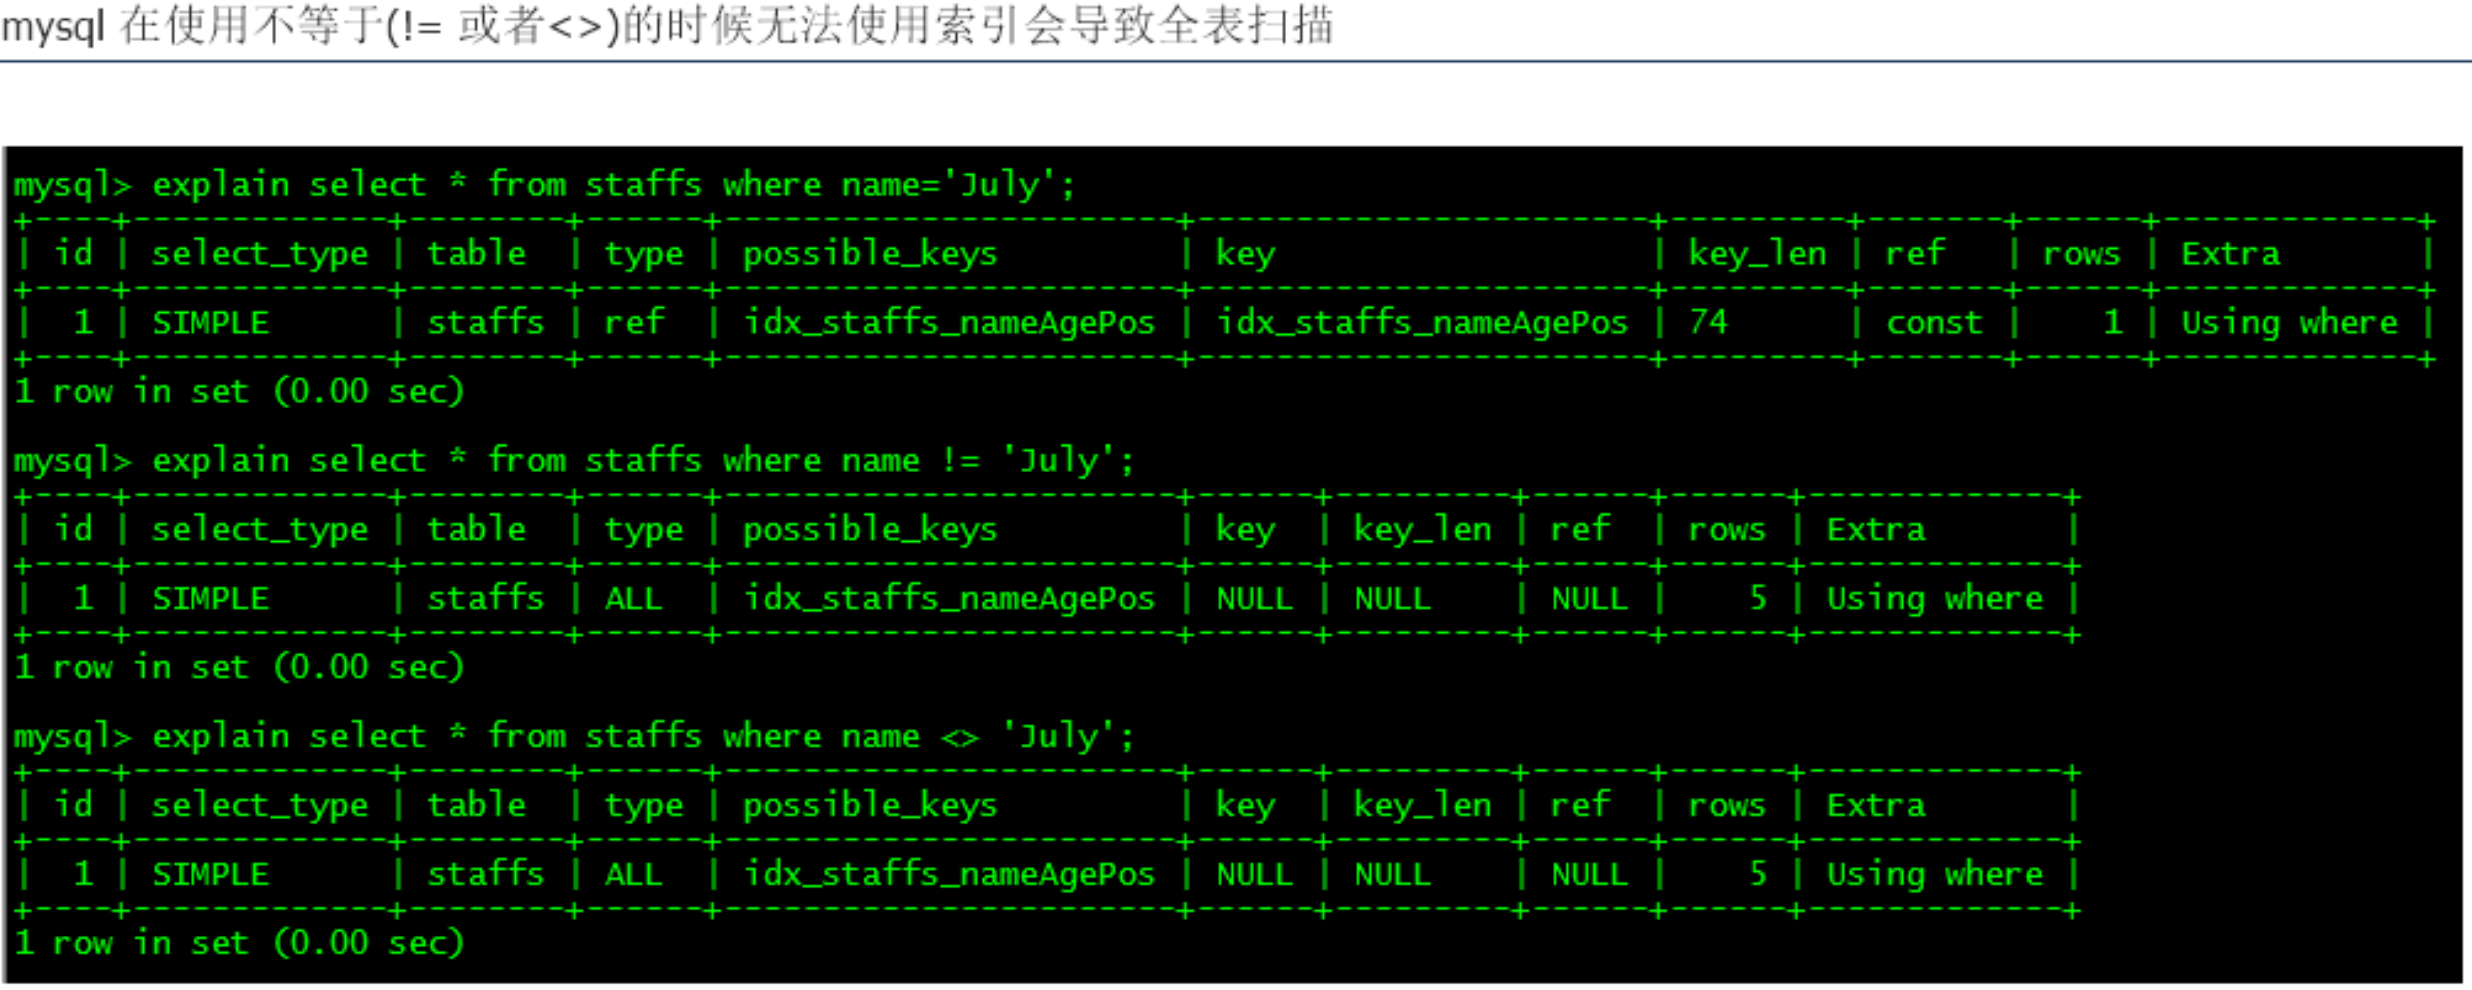 mysql 在使用不等于(!= 或者<>)的时候无法使用索引会导致全表扫描
mysql> explain select * from staffs where name='July';
+----+-------------+--------+------+-----------------------+-----------------------+---------+-------+------+-------------+
| id | select_type | table  | type | possible_keys         | key                   | key_len | ref   | rows | Extra       |
+----+-------------+--------+------+-----------------------+-----------------------+---------+-------+------+-------------+
|  1 | SIMPLE      | staffs | ref  | idx_staffs_nameAgePos | idx_staffs_nameAgePos | 74      | const |    1 | Using where |
+----+-------------+--------+------+-----------------------+-----------------------+---------+-------+------+-------------+
1 row in set (0.00 sec)
mysql> explain select * from staffs where name != 'July';
+----+-------------+--------+------+-----------------------+------+---------+------+------+-------------+
| id | select_type | table  | type | possible_keys         | key  | key_len | ref  | rows | Extra       |
+----+-------------+--------+------+-----------------------+------+---------+------+------+-------------+
|  1 | SIMPLE      | staffs | ALL  | idx_staffs_nameAgePos | NULL | NULL    | NULL |    5 | Using where |
+----+-------------+--------+------+-----------------------+------+---------+------+------+-------------+
1 row in set (0.00 sec)
mysql> explain select * from staffs where name <> 'July';
+----+-------------+--------+------+-----------------------+------+---------+------+------+-------------+
| id | select_type | table  | type | possible_keys         | key  | key_len | ref  | rows | Extra       |
+----+-------------+--------+------+-----------------------+------+---------+------+------+-------------+
|  1 | SIMPLE      | staffs | ALL  | idx_staffs_nameAgePos | NULL | NULL    | NULL |    5 | Using where |
+----+-------------+--------+------+-----------------------+------+---------+------+------+-------------+
1 row in set (0.00 sec)